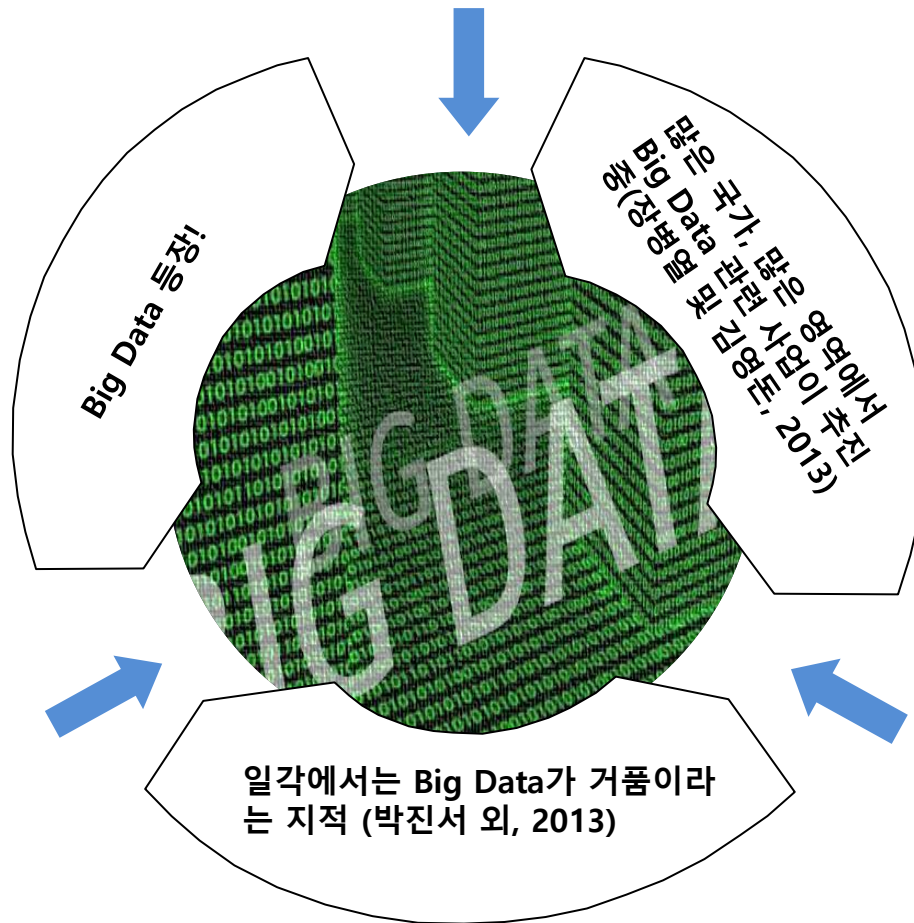 Big Data 등장!
많은 국가, 많은 영역에서
Big Data 관련 사업이 추진
중(장병열 및 김영돈, 2013)
BIG DATA
BIG DATA
일각에서는 Big Data가 거품이라
는 지적 (박진서 외, 2013)